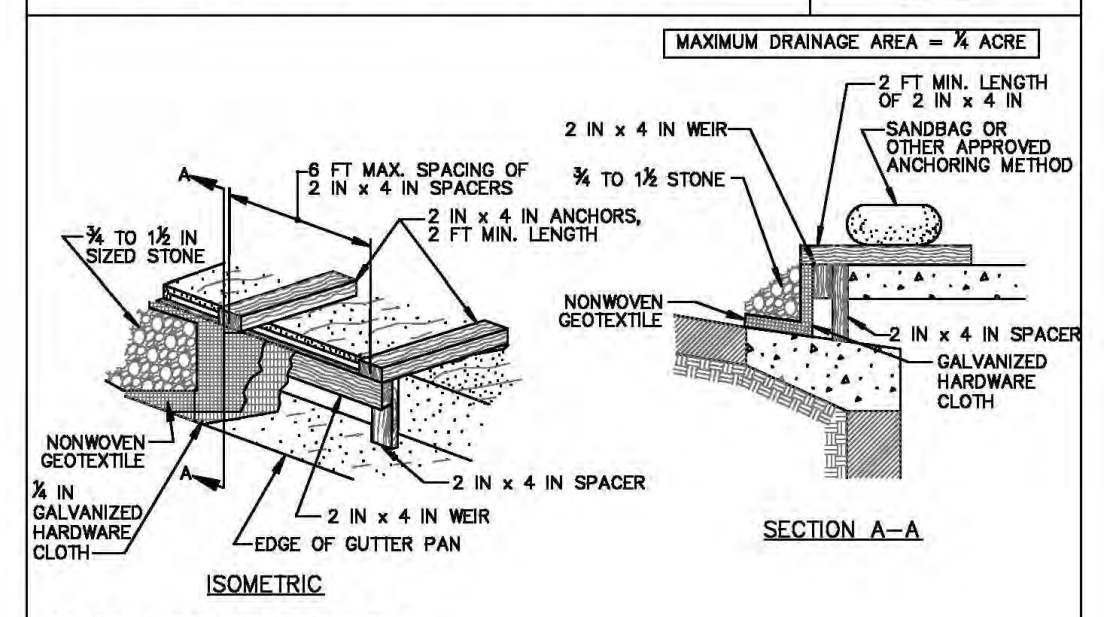 MAXIMUM DRAINAGE AREA = ¼ ACRE
6 FT MAX. SPACING OF
2 IN x 4 IN SPACERS
A
2 IN x 4 IN ANCHORS,
2 FT MIN. LENGTH
¾ TO 1½ IN
SIZED STONE
NONWOVEN
GEOTEXTILE
A
¼ IN
GALVANIZED
HARDWARE
CLOTH
2 IN x 4 IN SPACER
2 IN x 4 IN WEIR
EDGE OF GUTTER PAN
ISOMETRIC
2 FT MIN. LENGTH
OF 2 IN x 4 IN
2 IN x 4 IN WEIR
SANDBAG OR
OTHER APPROVED
ANCHORING METHOD
¾ TO 1½ STONE
NONWOVEN
GEOTEXTILE
2 IN x 4 IN SPACER
GALVANIZED
HARDWARE
CLOTH
SECTION A-A